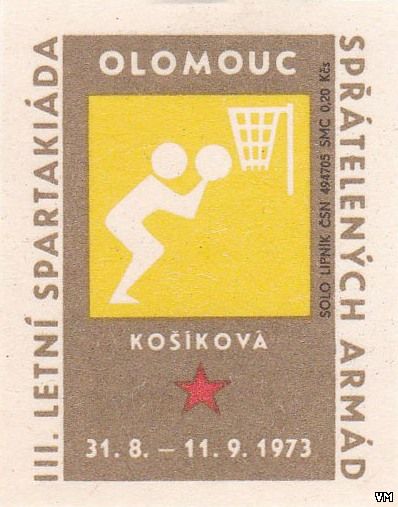 III. LETNÍ SPARTAKIÁDA
SPŘÁTELENÝCH ARMÁD
OLOMOUC
SOLO LIPNÍK ČSN 494705 SMC 0,20 Kčs
KOŠÍKOVÁ
31. 8. – 11. 9. 1973
VM